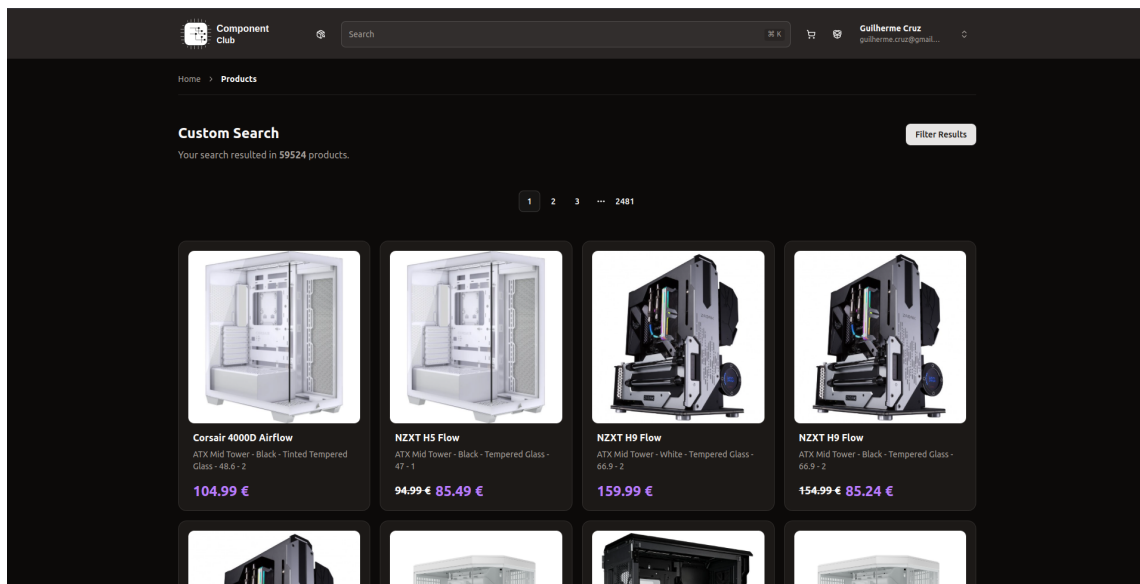 Component
Club
Search
⌘ K
Guilherme Cruz
guilherme.cruz@gmail...
Home > Products
Custom Search
Filter Results
Your search resulted in 59524 products.
1 2 3 ... 2481
Corsair 4000D Airflow
ATX Mid Tower - Black - Tinted Tempered
Glass - 48.6 - 2
104.99 €
NZXT H5 Flow
ATX Mid Tower - Black - Tempered Glass -
47 - 1
94.99 € 85.49 €
NZXT H9 Flow
ATX Mid Tower - White - Tempered Glass -
66.9 - 2
159.99 €
NZXT H9 Flow
ATX Mid Tower - Black - Tempered Glass -
66.9 - 2
154.99 € 85.24 €